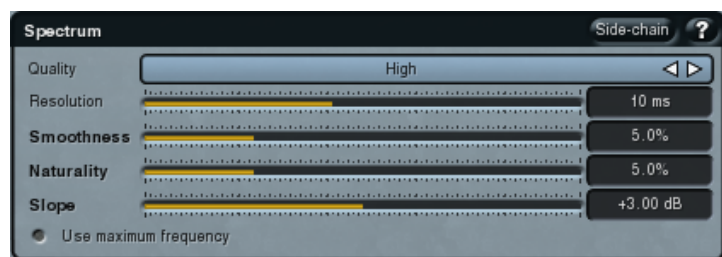 Spectrum Side-chain ?
Quality High
Resolution 10 ms
Smoothness 5.0%
Naturality 5.0%
Slope +3.00 dB
Use maximum frequency